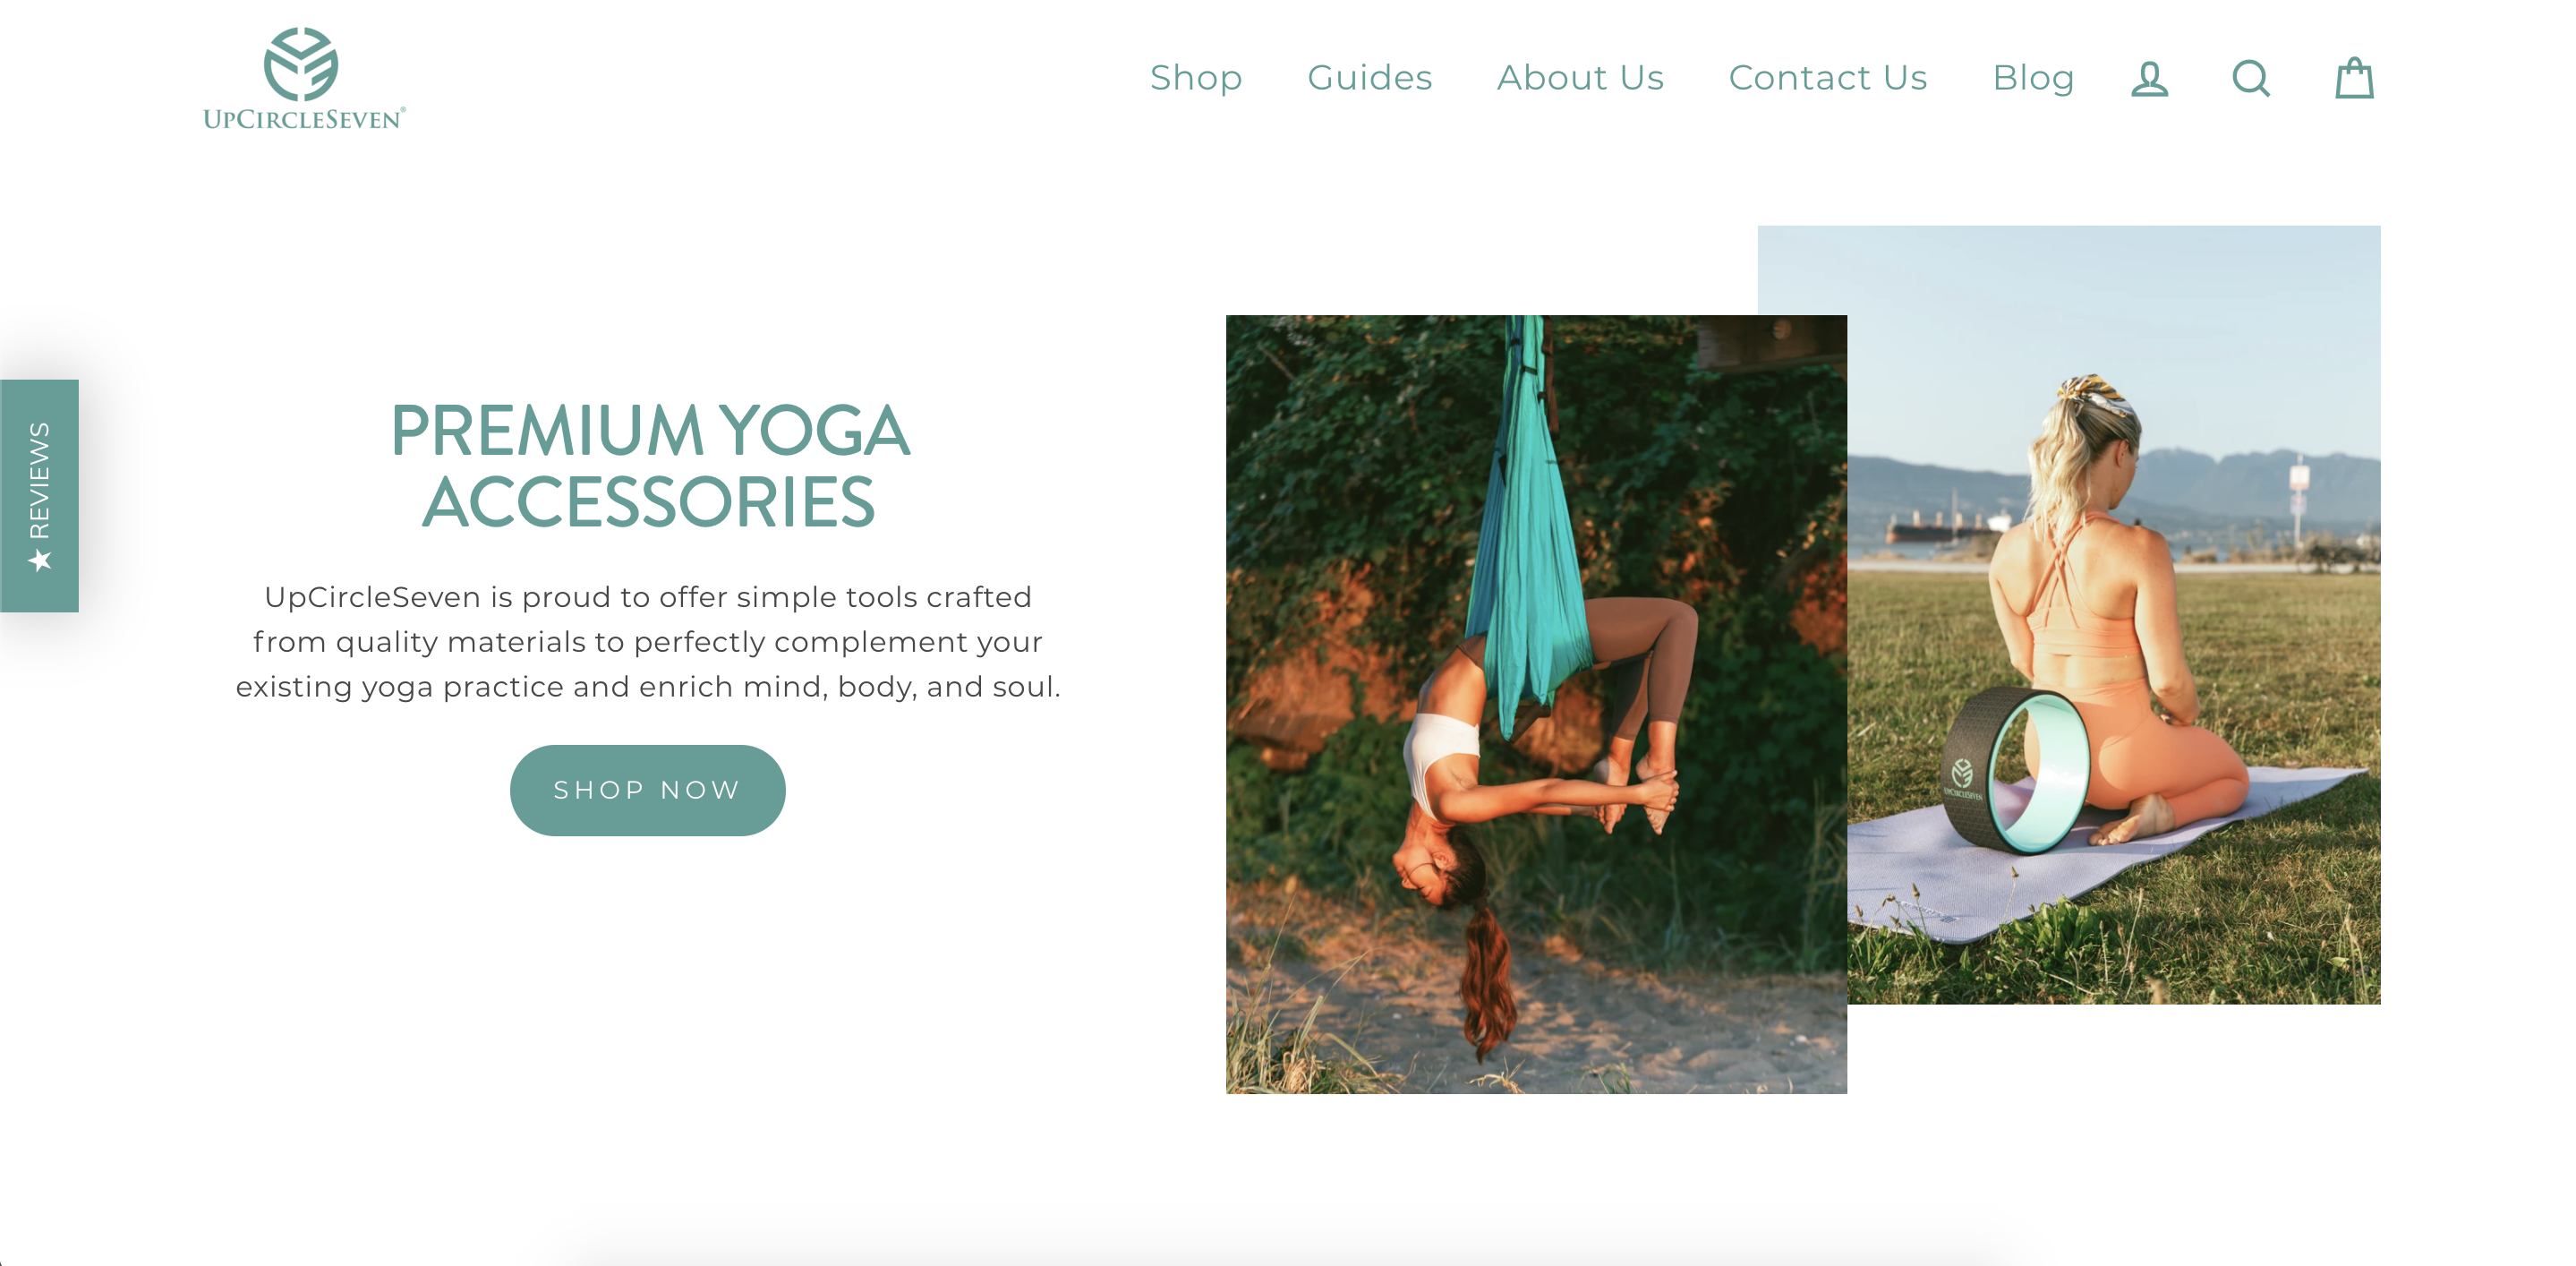 UPCIRCLESEVEN®
Shop Guides About Us Contact Us Blog
★ REVIEWS
PREMIUM YOGA
ACCESSORIES
UpCircleSeven is proud to offer simple tools crafted
from quality materials to perfectly complement your
existing yoga practice and enrich mind, body, and soul.
SHOP NOW
UPCIRCLESEVEN